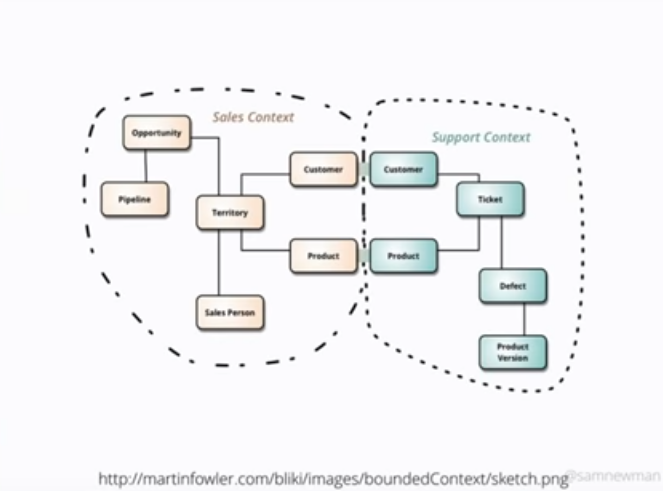 Sales Context
Opportunity
Pipeline
Territory
Customer
Product
Sales Person
Support Context
Customer
Ticket
Product
Defect
Product
Version
http://martinfowler.com/bliki/images/boundedContext/sketch.png
@samnewman